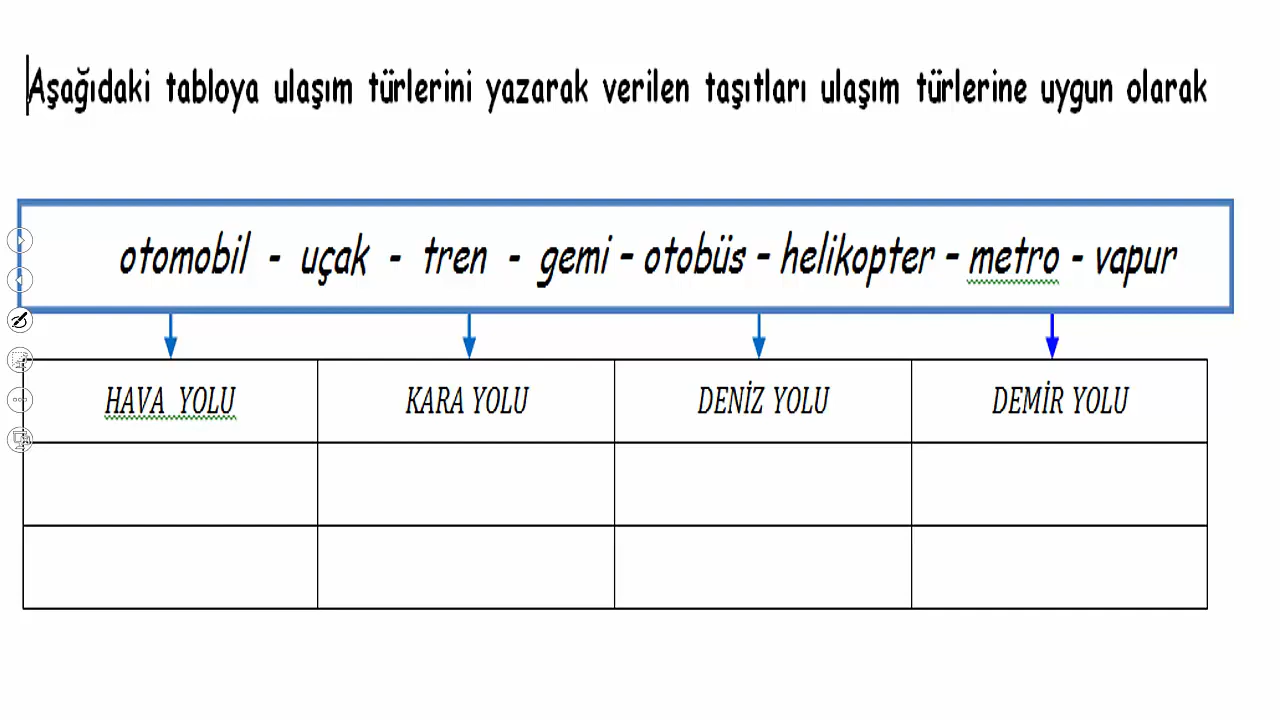 Aşağıdaki tabloya ulaşım türlerini yazarak verilen taşıtları ulaşım türlerine uygun olarak
otomobil - uçak - tren - gemi – otobüs – helikopter – metro - vapur
HAVA YOLU KARA YOLU DENİZ YOLU DEMİR YOLU